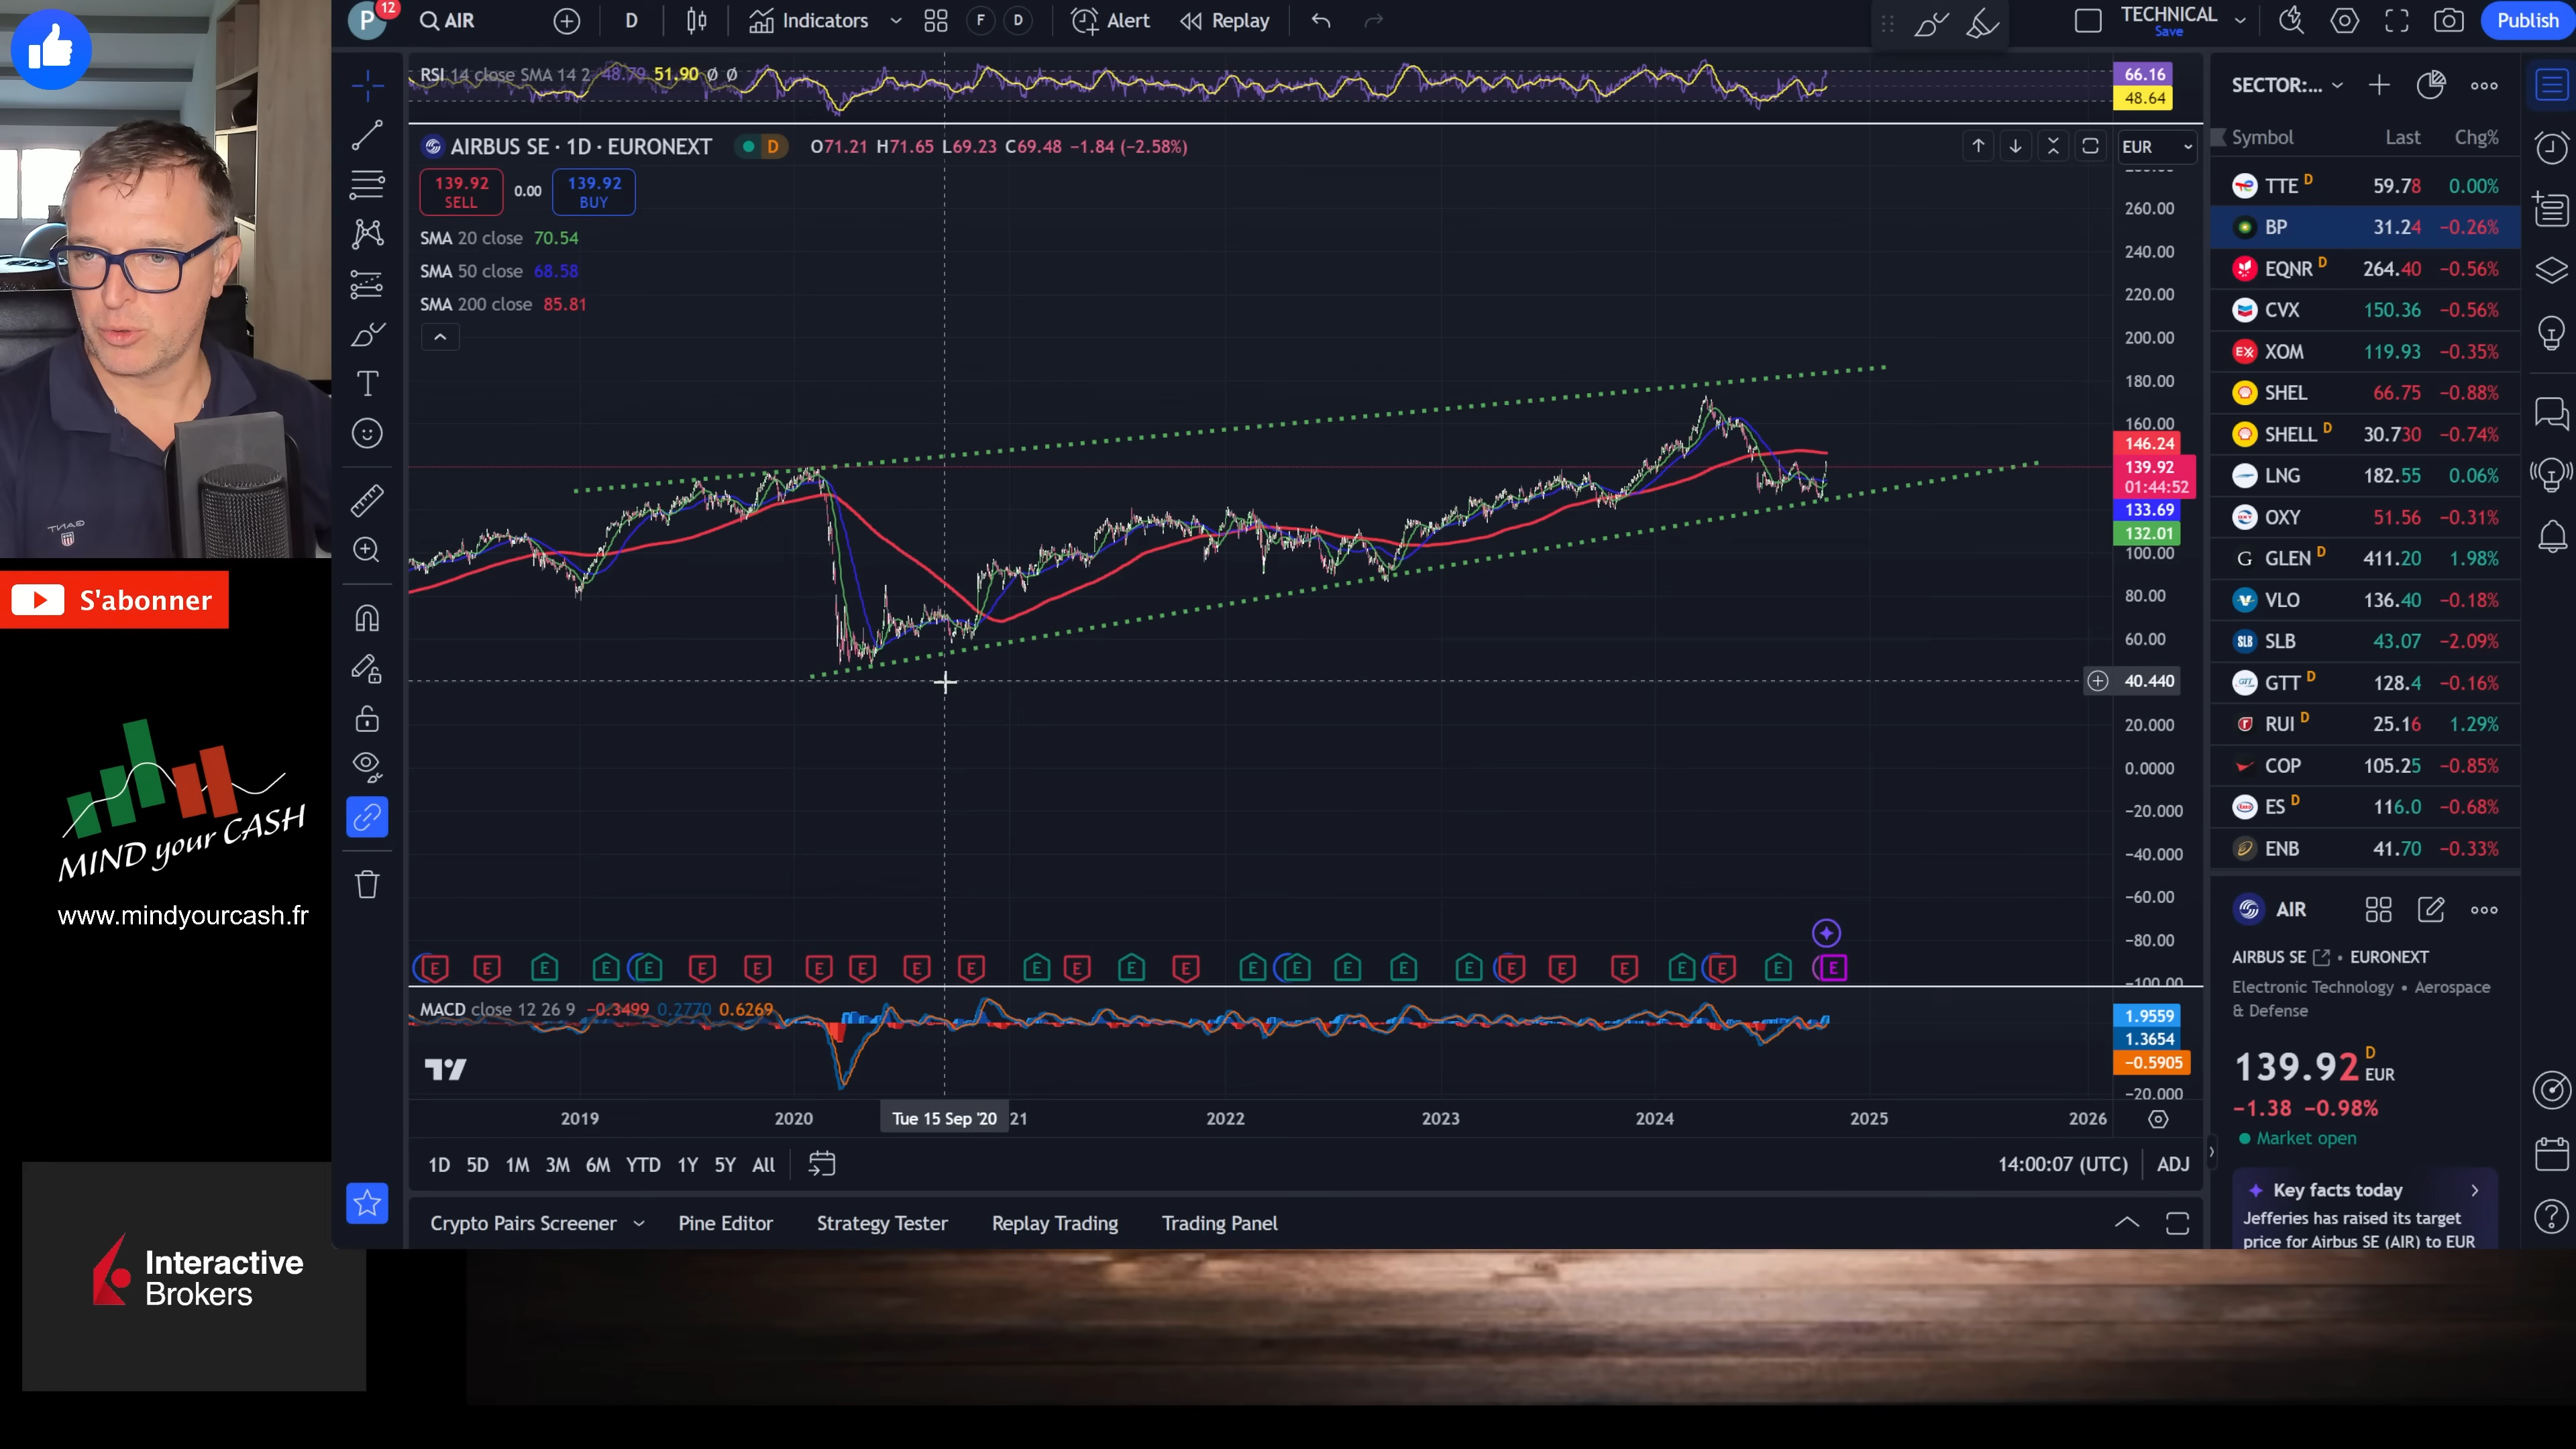 P 12 AIR D Indicators F D Alert Replay TECHNICAL Save Publish
RSI 14 close SMA 14 2 48.79 51.90 Ø Ø
66.16
48.64
AIRBUS SE · 1D · EURONEXT D O71.21 H71.65 L69.23 C69.48 −1.84 (−2.58%)
EUR
139.92 SELL 0.00 139.92 BUY
SMA 20 close 70.54
SMA 50 close 68.58
SMA 200 close 85.81
260.00
240.00
220.00
200.00
180.00
160.00
146.24
139.92
01:44:52
133.69
132.01
100.00
80.00
60.00
40.440
20.000
0.0000
−20.000
−40.000
−60.00
−80.00
−100.00
E E E E E E E E E E E E E E E E E E E E E E E E E E E E
MACD close 12 26 9 −0.3499 0.2770 0.6269
1.9559
1.3654
−0.5905
−20.000
2019 2020 Tue 15 Sep '20 21 2022 2023 2024 2025 2026
1D 5D 1M 3M 6M YTD 1Y 5Y All 14:00:07 (UTC) ADJ
Crypto Pairs Screener Pine Editor Strategy Tester Replay Trading Trading Panel
SECTOR:...
Symbol Last Chg%
TTE D 59.78 0.00%
BP 31.24 −0.26%
EQNR D 264.40 −0.56%
CVX 150.36 −0.56%
XOM 119.93 −0.35%
SHEL 66.75 −0.88%
SHELL D 30.730 −0.74%
LNG 182.55 0.06%
OXY 51.56 −0.31%
G GLEN D 411.20 1.98%
VLO 136.40 −0.18%
SLB SLB 43.07 −2.09%
GTT GTT D 128.4 −0.16%
RUI D 25.16 1.29%
COP 105.25 −0.85%
ES D 116.0 −0.68%
ENB 41.70 −0.33%
AIR
AIRBUS SE • EURONEXT
Electronic Technology • Aerospace
& Defense
139.92 D EUR
−1.38 −0.98%
Market open
Key facts today
Jefferies has raised its target
price for Airbus SE (AIR) to EUR
GANT
S'abonner
MIND your CASH
www.mindyourcash.fr
Interactive
Brokers